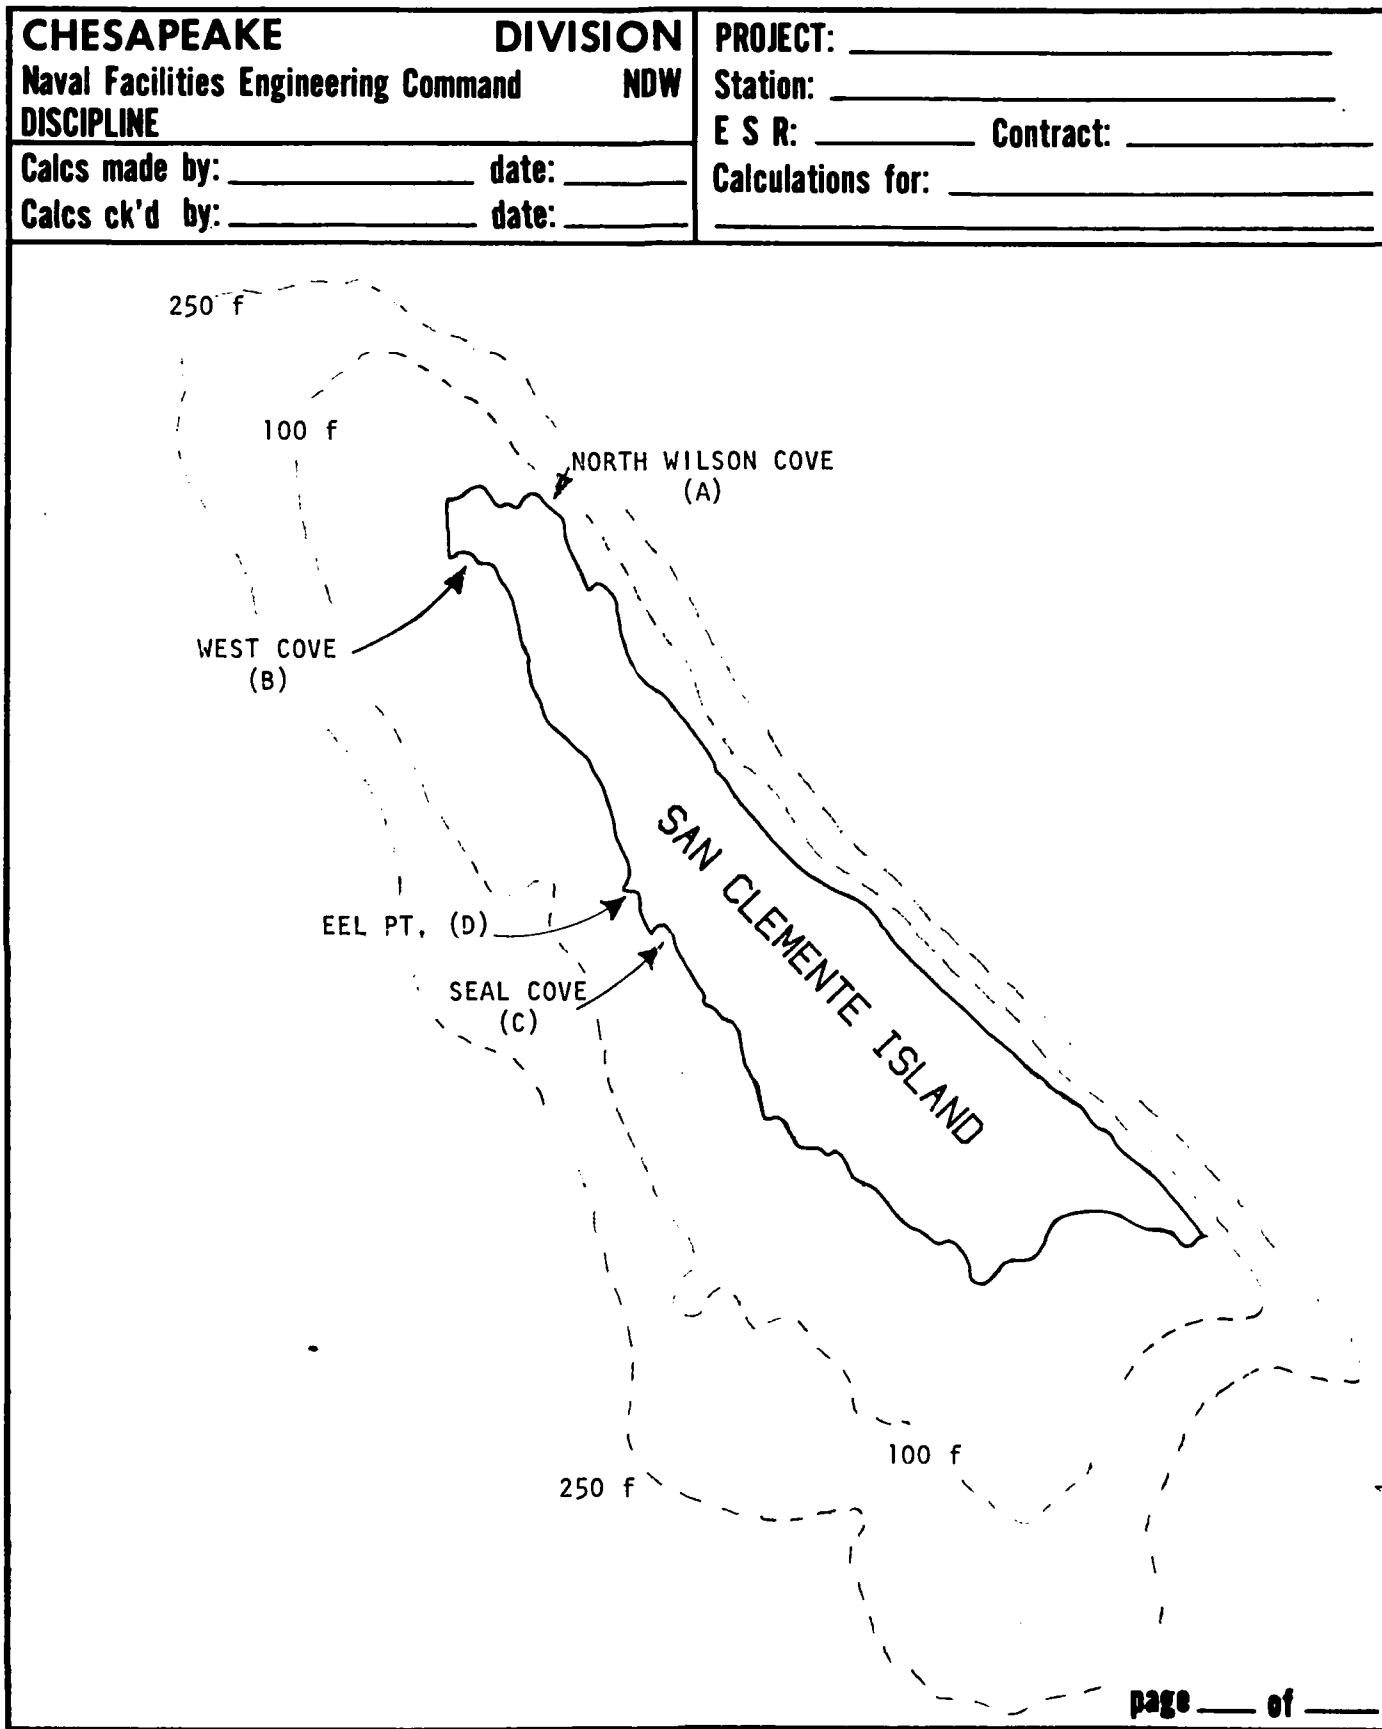 CHESAPEAKE DIVISION
Naval Facilities Engineering Command NDW
DISCIPLINE
Calcs made by: date:
Calcs ck'd by: date:
PROJECT:
Station:
E S R: Contract:
Calculations for:
250 f
100 f
NORTH WILSON COVE
(A)
WEST COVE
(B)
SAN CLEMENTE ISLAND
EEL PT. (D)
SEAL COVE
(C)
100 f
250 f
page of